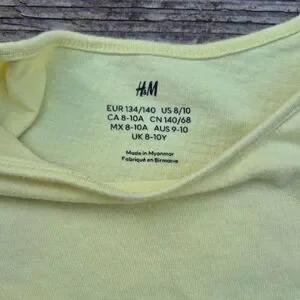 H&M
EUR 134/140 US 8/10
CA 8-10A CN 140/68
MX 8-10A AUS 9-10
UK 8-10Y
Made in Myanmar
Fabriqué en Birmanie